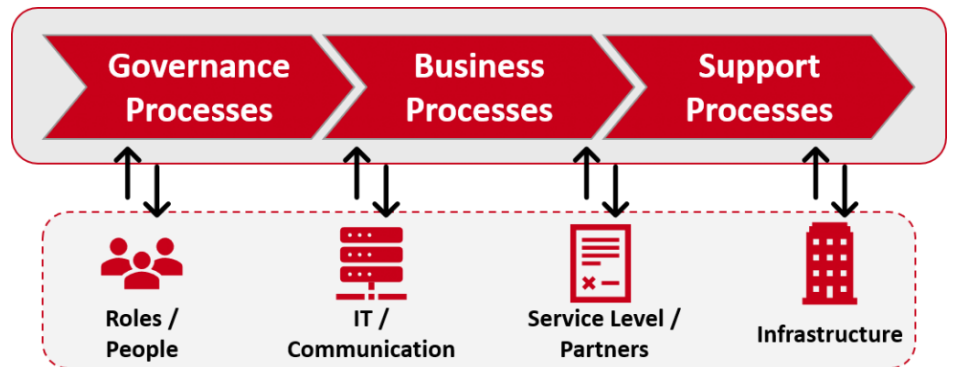 Governance
Processes
Business
Processes
Support
Processes
Roles /
People
IT /
Communication
Service Level /
Partners
Infrastructure